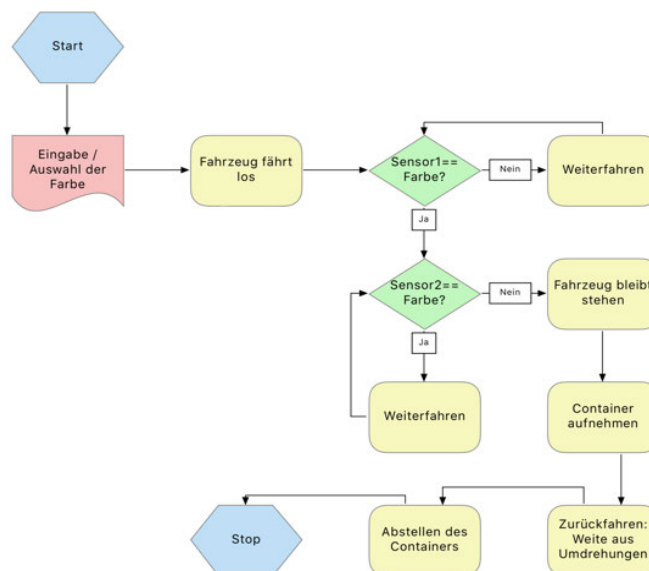 Start
Eingabe /
Auswahl der
Farbe
Fahrzeug fährt
los
Sensor1==
Farbe?
Nein
Weiterfahren
Ja
Sensor2==
Farbe?
Nein
Fahrzeug bleibt
stehen
Ja
Weiterfahren
Container
aufnehmen
Stop
Abstellen des
Containers
Zurückfahren:
Weite aus
Umdrehungen